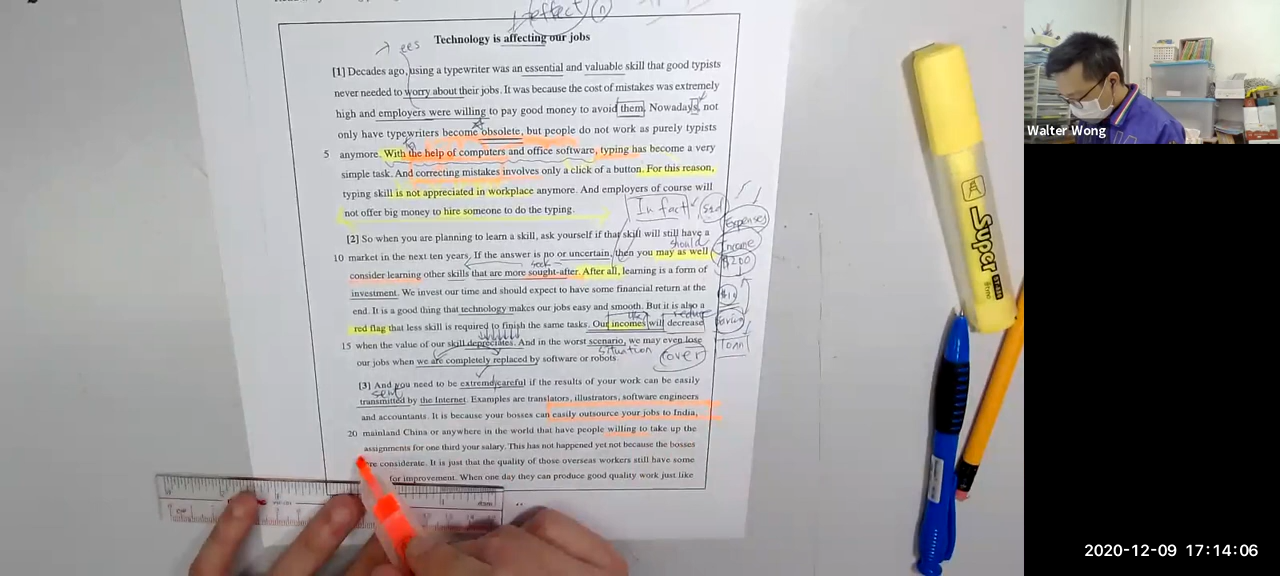 effect (n)
Technology is affecting our jobs
ees
[1] Decades ago, using a typewriter was an essential and valuable skill that good typists
never needed to worry about their jobs. It was because the cost of mistakes was extremely
high and employers were willing to pay good money to avoid them. Nowadays, not
only have typewriters become obsolete, but people do not work as purely typists
5 anymore. With the help of computers and office software, typing has become a very
simple task. And correcting mistakes involves only a click of a button. For this reason,
typing skill is not appreciated in workplace anymore. And employers of course will
not offer big money to hire someone to do the typing.
In fact
[2] So when you are planning to learn a skill, ask yourself if that skill will still have a
should
10 market in the next ten years. If the answer is no or uncertain, then you may as well
seek
consider learning other skills that are more sought-after. After all, learning is a form of
investment. We invest our time and should expect to have some financial return at the
end. It is a good thing that technology makes our jobs easy and smooth. But it is also a
reduce
red flag that less skill is required to finish the same tasks. Our incomes will decrease
15 when the value of our skill depreciates. And in the worst scenario, we may even lose
situation
our jobs when we are completely replaced by software or robots.
cover
Expenses
Income
$200
loan
[3] And you need to be extremely careful if the results of your work can be easily
sent
transmitted by the Internet. Examples are translators, illustrators, software engineers
and accountants. It is because your bosses can easily outsource your jobs to India,
20 mainland China or anywhere in the world that have people willing to take up the
assignments for one third your salary. This has not happened yet not because the bosses
are considerate. It is just that the quality of those overseas workers still have some
for improvement. When one day they can produce good quality work just like
Super
Walter Wong
2020-12-09 17:14:06